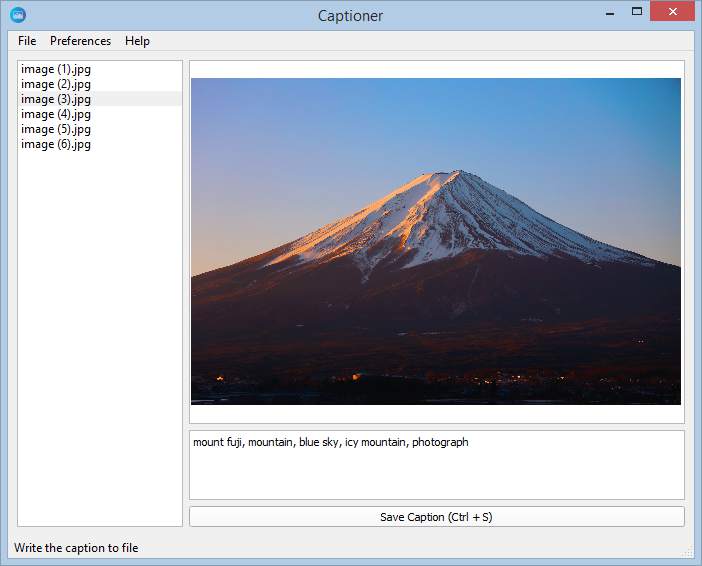 Captioner
File Preferences Help
image (1).jpg
image (2).jpg
image (3).jpg
image (4).jpg
image (5).jpg
image (6).jpg
mount fuji, mountain, blue sky, icy mountain, photograph
Save Caption (Ctrl + S)
Write the caption to file